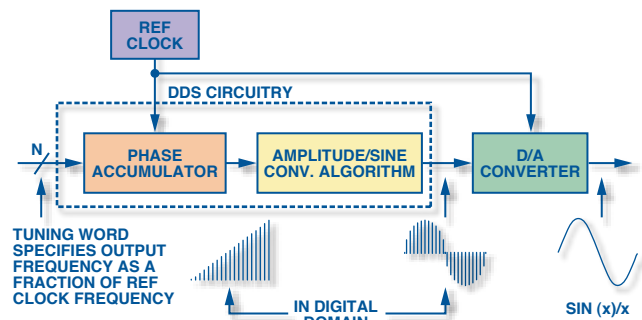 REF
CLOCK
DDS CIRCUITRY
N
PHASE
ACCUMULATOR
AMPLITUDE/SINE
CONV. ALGORITHM
D/A
CONVERTER
TUNING WORD
SPECIFIES OUTPUT
FREQUENCY AS A
FRACTION OF REF
CLOCK FREQUENCY
IN DIGITAL
DOMAIN
SIN (x)/x